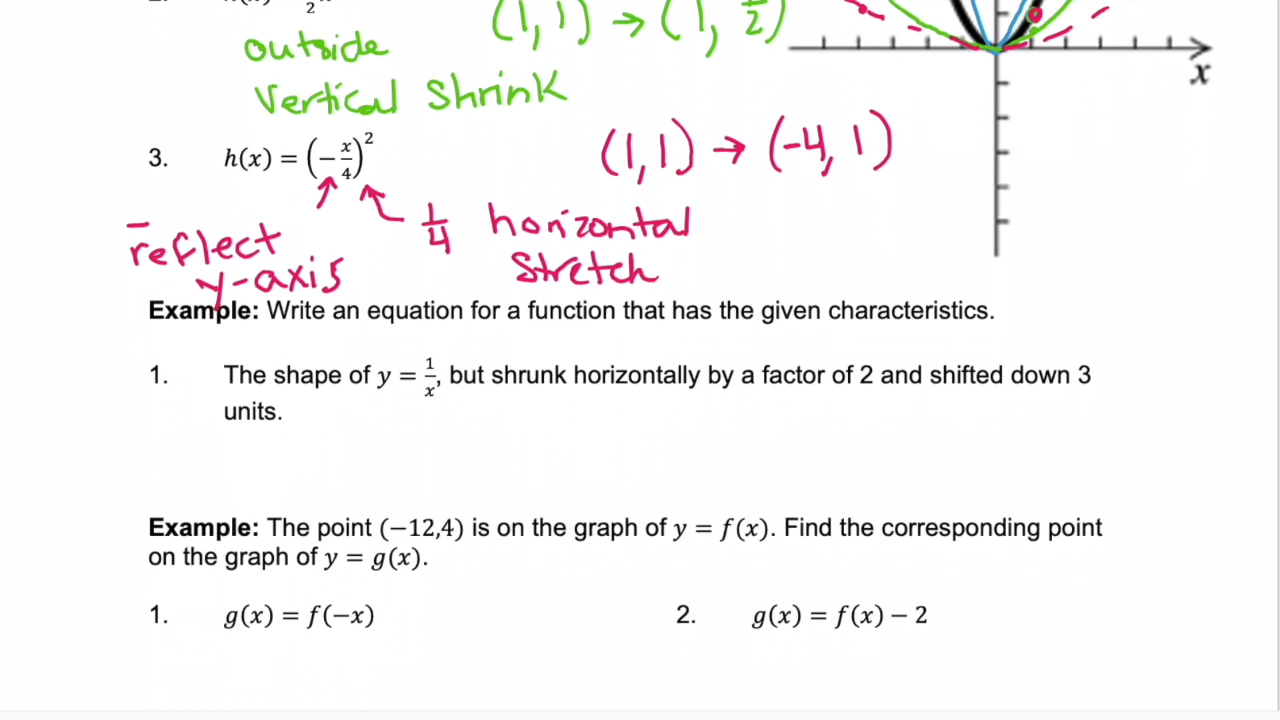 2
(1, 1) → (1, 1/2)
outside
Vertical Shrink
x
3. h(x) = (−x/4)²
(1, 1) → (-4, 1)
reflect
y-axis
1/4 horizontal
Stretch
Example: Write an equation for a function that has the given characteristics.
1. The shape of y = 1/x, but shrunk horizontally by a factor of 2 and shifted down 3
units.
Example: The point (−12,4) is on the graph of y = f(x). Find the corresponding point
on the graph of y = g(x).
1. g(x) = f(−x)
2. g(x) = f(x) − 2